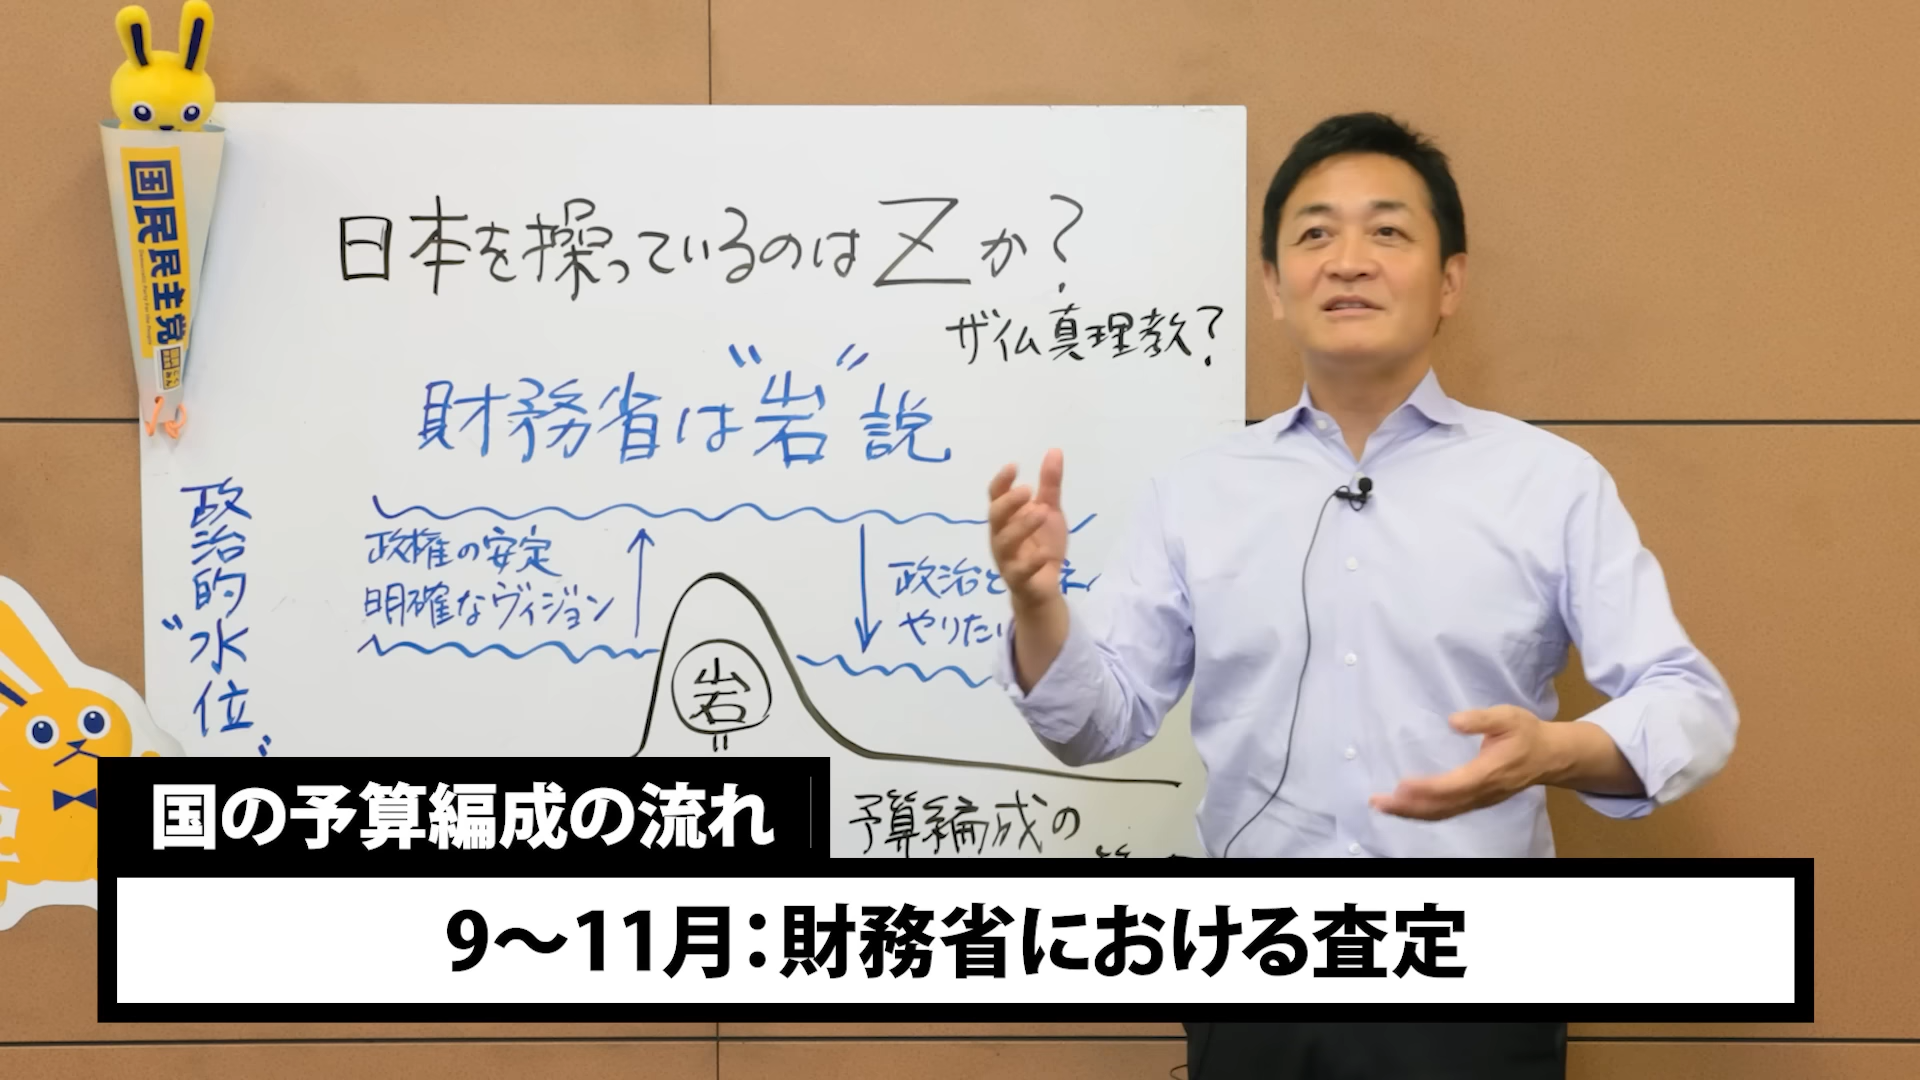 国民民主党
日本を操っているのはZか?
ザイム真理教?
財務省は"岩"説
政治的"水位"
政権の安定
明確なヴィジョン
政治と
やりたい
岩
予算編成の
国の予算編成の流れ
9〜11月:財務省における査定